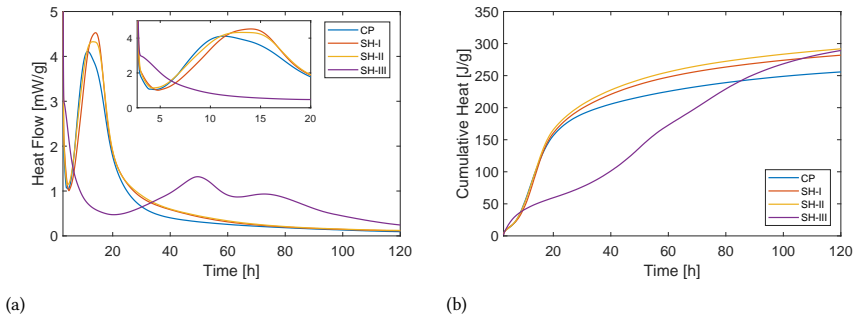 5
4
3
2
1
0
Heat Flow [mW/g]
20 40 60 80 100 120
Time [h]
4
2
0
5 10 15 20
CP
SH-I
SH-II
SH-III
(a)
350
300
250
200
150
100
50
0
Cumulative Heat [J/g]
20 40 60 80 100 120
Time [h]
CP
SH-I
SH-II
SH-III
(b)